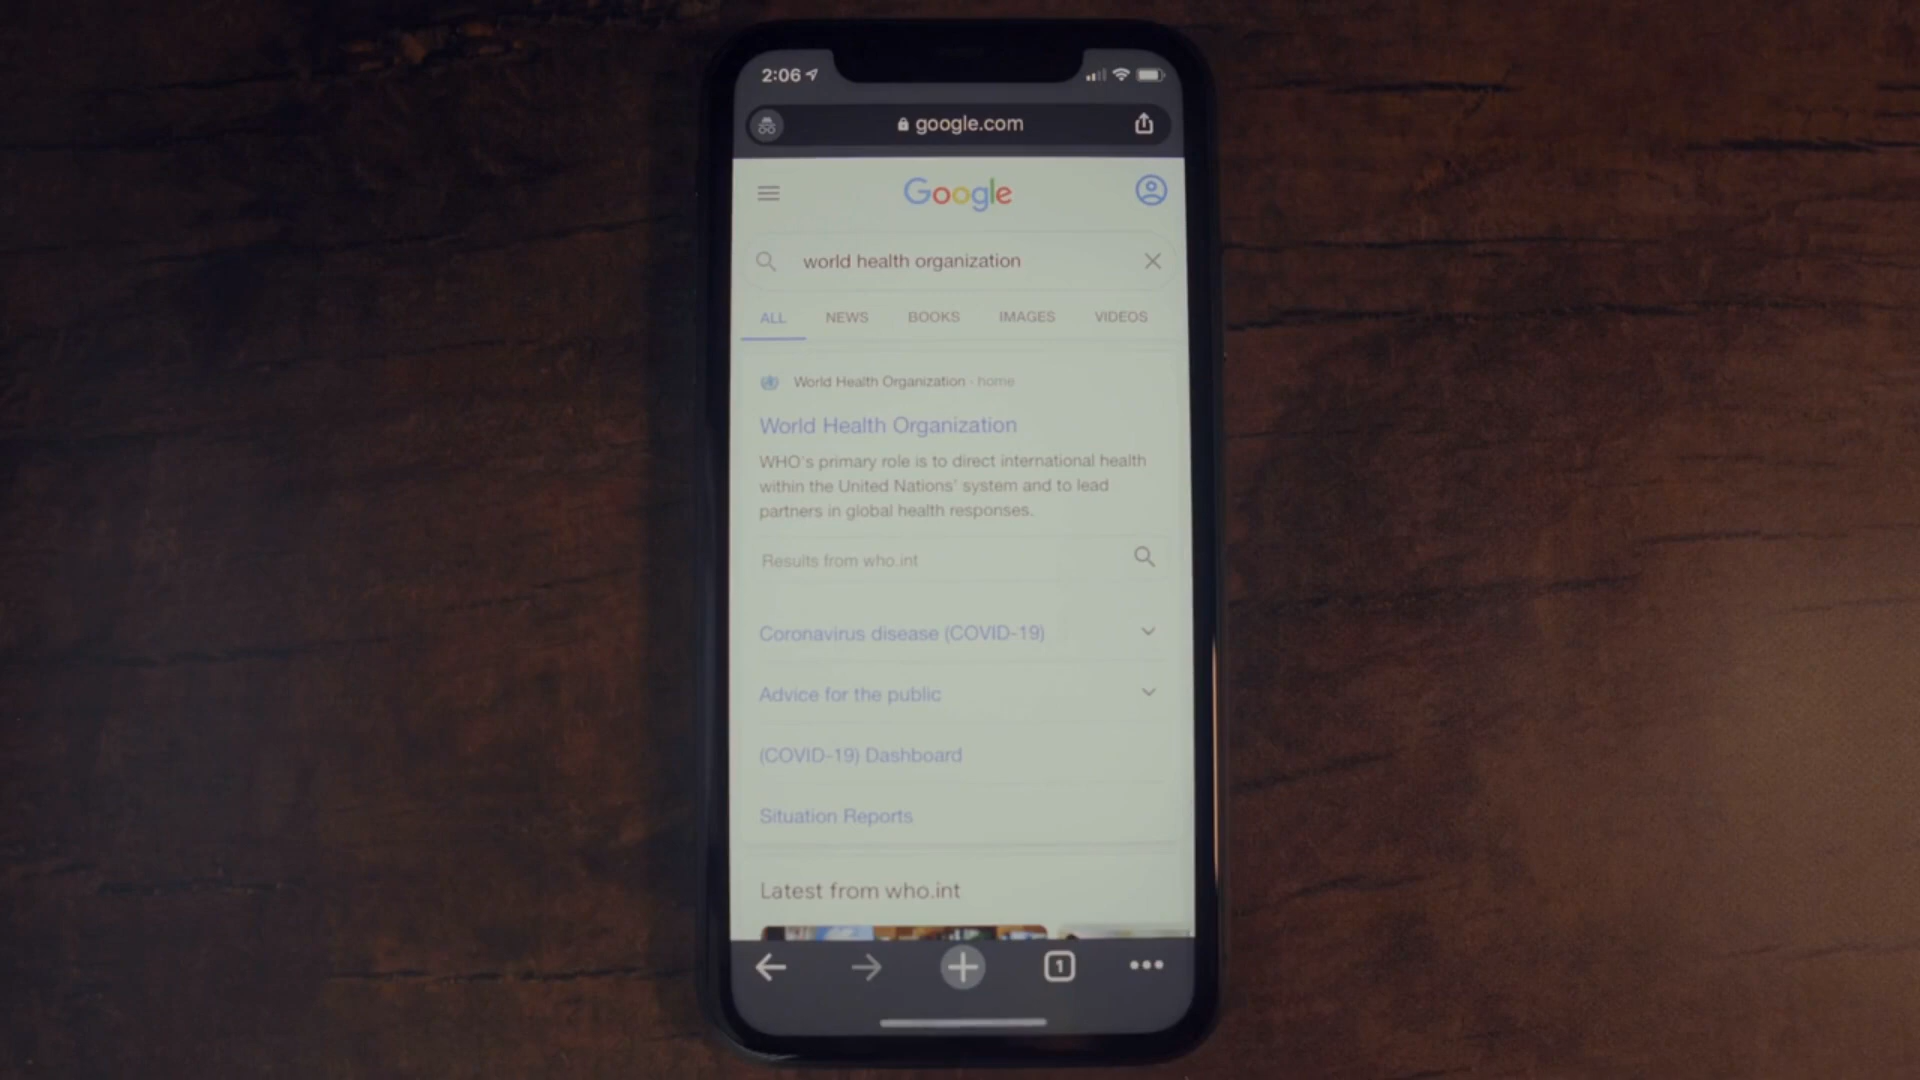 2:06
google.com
Google
world health organization
ALL NEWS BOOKS IMAGES VIDEOS
World Health Organization - home
World Health Organization
WHO's primary role is to direct international health
within the United Nations' system and to lead
partners in global health responses.
Results from who.int
Coronavirus disease (COVID-19)
Advice for the public
(COVID-19) Dashboard
Situation Reports
Latest from who.int
1